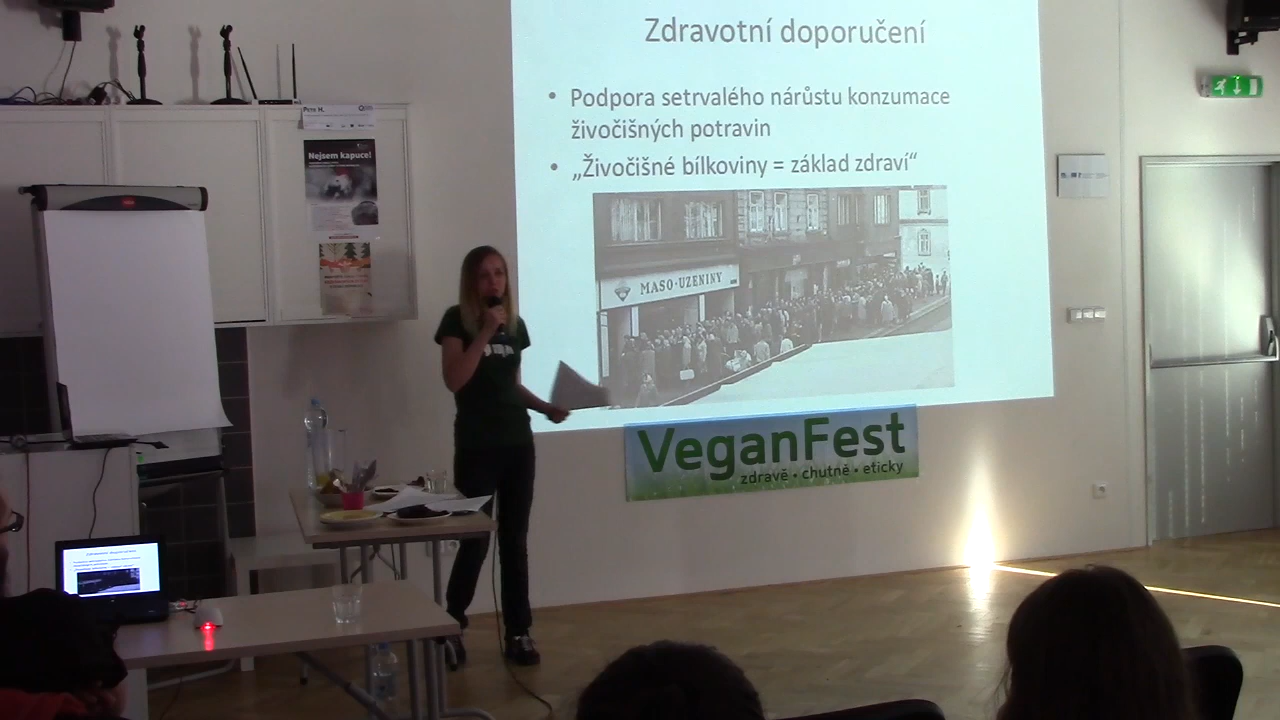 Zdravotní doporučení
• Podpora setrvalého nárůstu konzumace
živočišných potravin
• „Živočišné bílkoviny = základ zdraví“
MASO-UZENINY
VeganFest
zdravě • chutně • eticky
Petr H.
Nejsem kapuce!